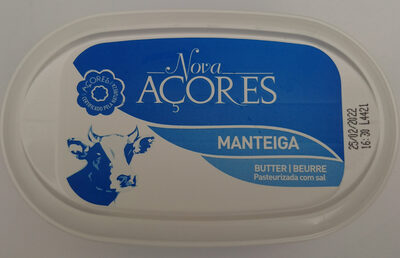 Nova
AÇORES
MANTEIGA
BUTTER | BEURRE
Pasteurizada com sal
25/02/2022
16:30 L4421